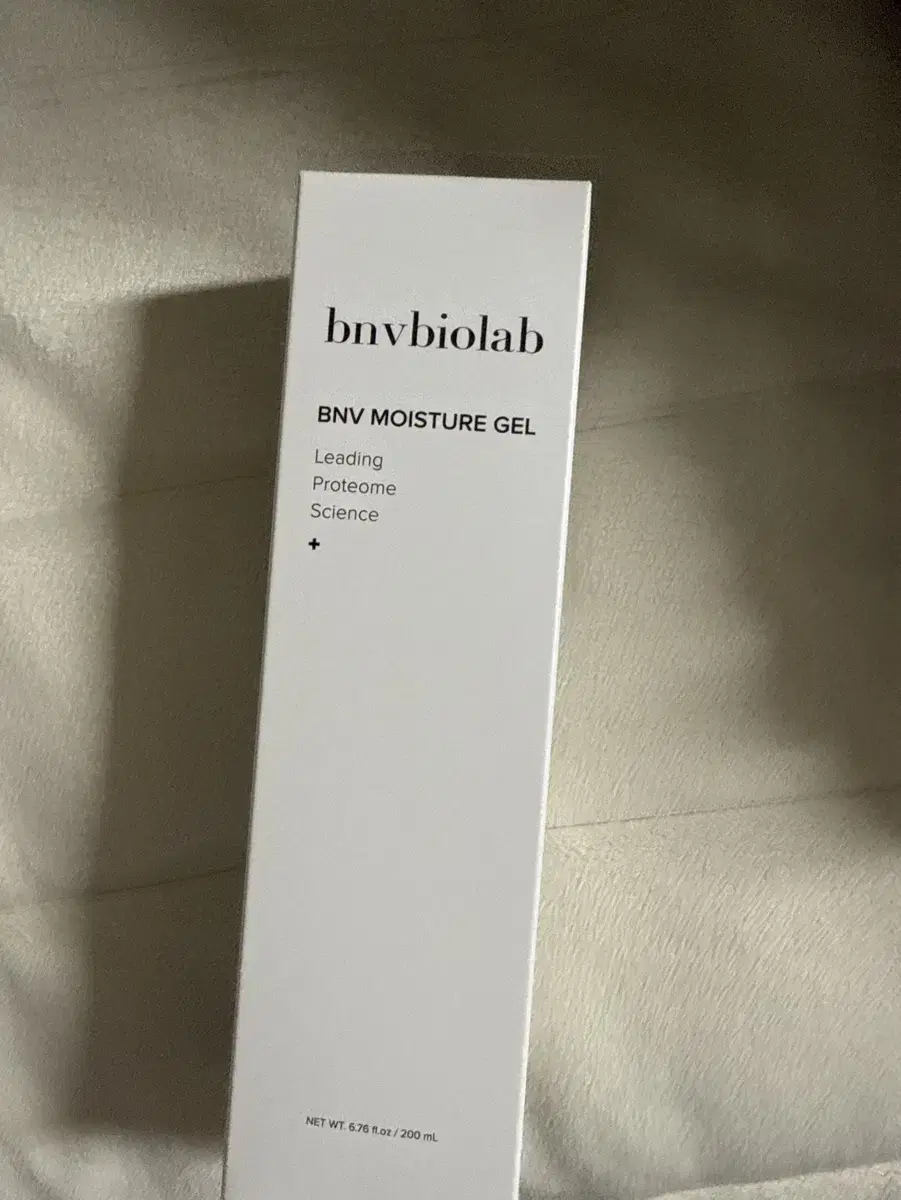 bnvbiolab
BNV MOISTURE GEL
Leading
Proteome
Science
+
NET WT. 6.76 fl.oz / 200 mL